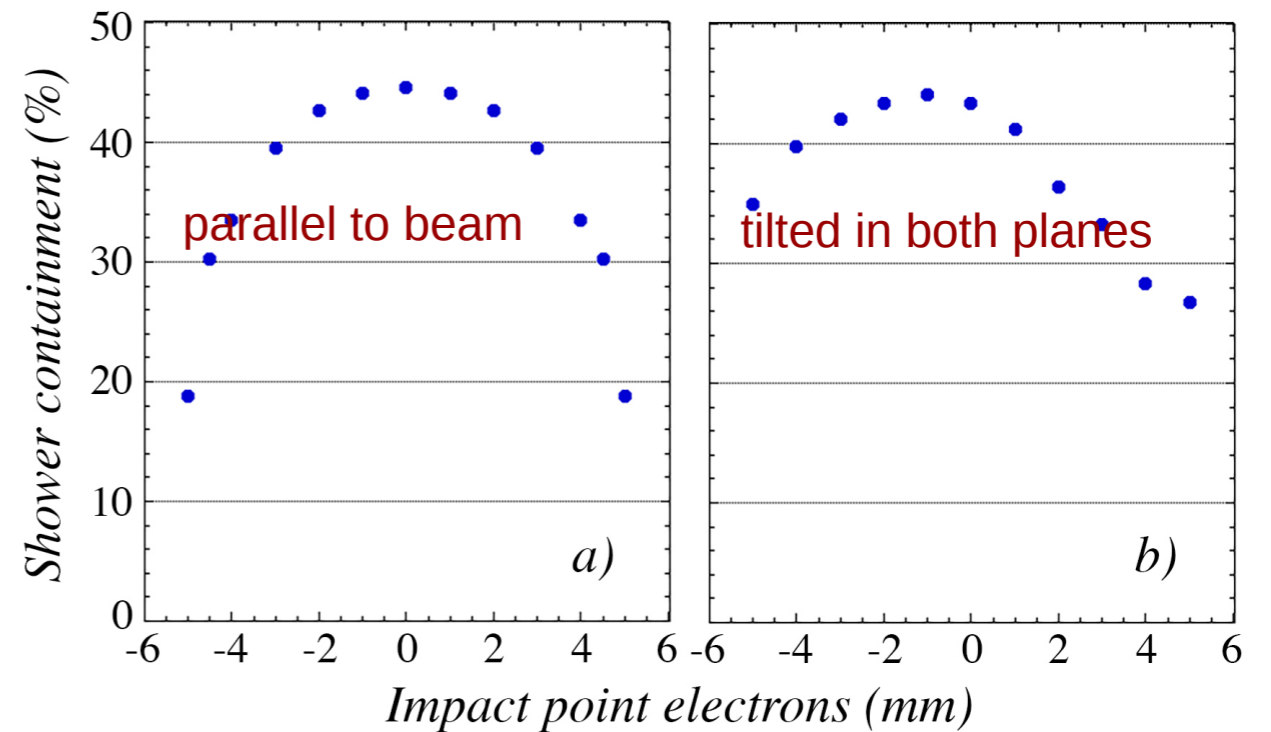 50
40
30
20
10
0
Shower containment (%)
parallel to beam
a)
-6 -4 -2 0 2 4 6
tilted in both planes
b)
-6 -4 -2 0 2 4 6
Impact point electrons (mm)